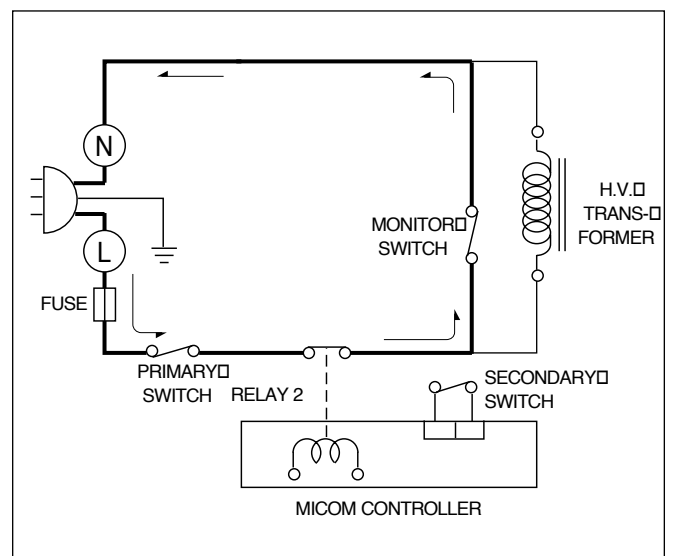 N
L
FUSE
MONITOR□
SWITCH
H.V.□
TRANS-□
FORMER
PRIMARY□
SWITCH
RELAY 2
SECONDARY□
SWITCH
MICOM CONTROLLER